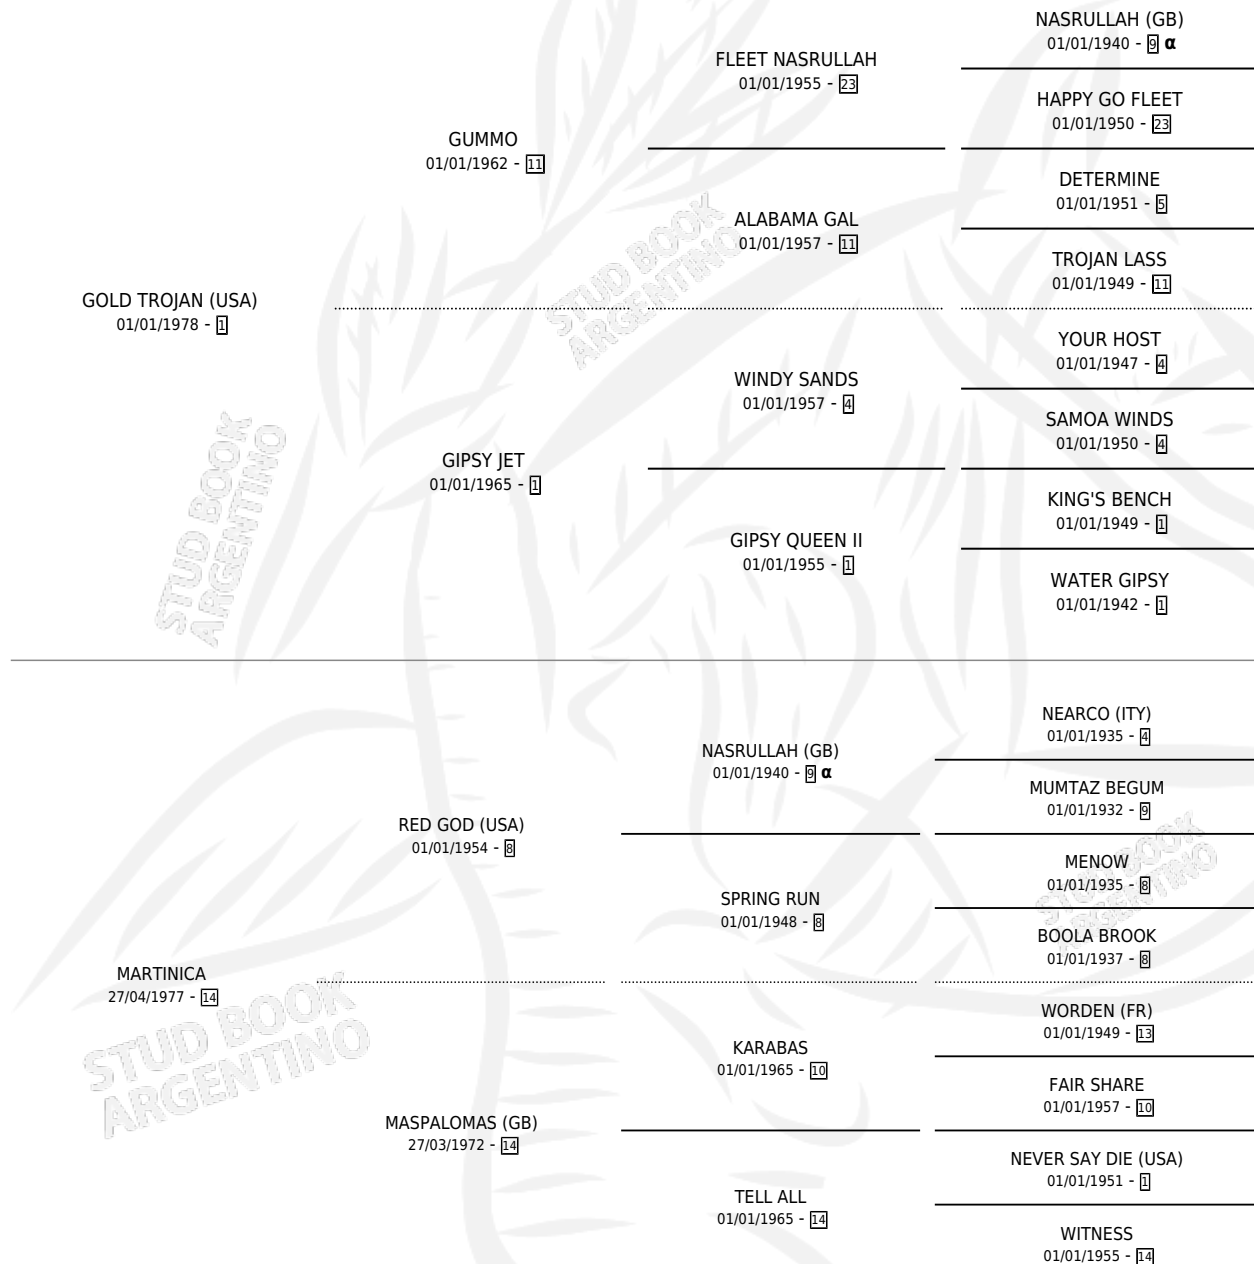 NASRULLAH (GB)
01/01/1940 - 9 α
FLEET NASRULLAH
01/01/1955 - 23
HAPPY GO FLEET
01/01/1950 - 23
GUMMO
01/01/1962 - 11
DETERMINE
01/01/1951 - 5
ALABAMA GAL
01/01/1957 - 11
TROJAN LASS
01/01/1949 - 11
GOLD TROJAN (USA)
01/01/1978 - 1
STUD BOOK
ARGENTINO
YOUR HOST
01/01/1947 - 4
WINDY SANDS
01/01/1957 - 4
SAMOA WINDS
01/01/1950 - 4
GIPSY JET
01/01/1965 - 1
KING'S BENCH
01/01/1949 - 1
GIPSY QUEEN II
01/01/1955 - 1
WATER GIPSY
01/01/1942 - 1
STUD BOOK
ARGENTINO
NEARCO (ITY)
01/01/1935 - 4
NASRULLAH (GB)
01/01/1940 - 9 α
MUMTAZ BEGUM
01/01/1932 - 9
RED GOD (USA)
01/01/1954 - 8
MENOW
01/01/1935 - 8
SPRING RUN
01/01/1948 - 8
BOOLA BROOK
01/01/1937 - 8
STUD BOOK
ARGENTINO
MARTINICA
27/04/1977 - 14
WORDEN (FR)
01/01/1949 - 13
KARABAS
01/01/1965 - 10
FAIR SHARE
01/01/1957 - 10
STUD BOOK
ARGENTINO
MASPALOMAS (GB)
27/03/1972 - 14
NEVER SAY DIE (USA)
01/01/1951 - 1
TELL ALL
01/01/1965 - 14
WITNESS
01/01/1955 - 14